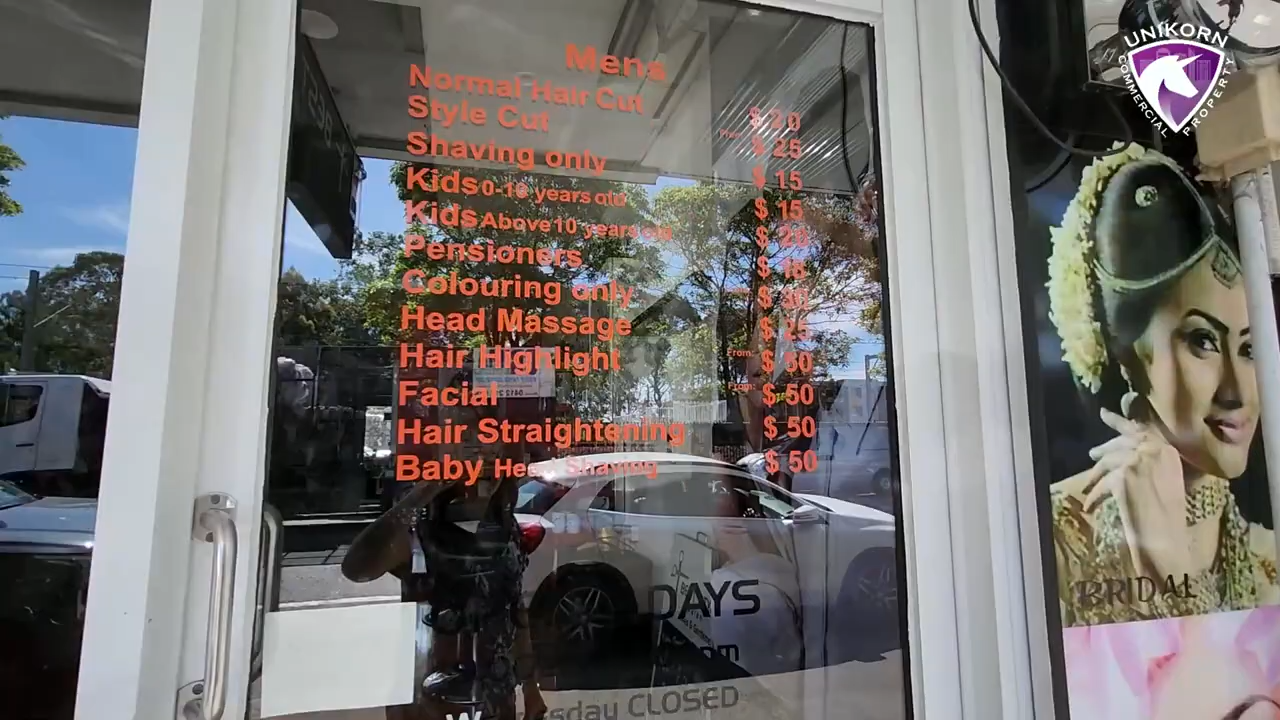 UNIKORN
COMMERCIAL PROPERTY
Mens
Normal Hair Cut $ 20
Style Cut $ 25
Shaving only $ 15
Kids 0-10 years old $ 15
Kids Above 10 years old $ 20
Pensioners $ 18
Colouring only $ 30
Head Massage $ 25
Hair Highlight From: $ 50
Facial From: $ 50
Hair Straightening $ 50
Baby Head Shaving $ 50
DAYS
CLOSED
BRIDAL